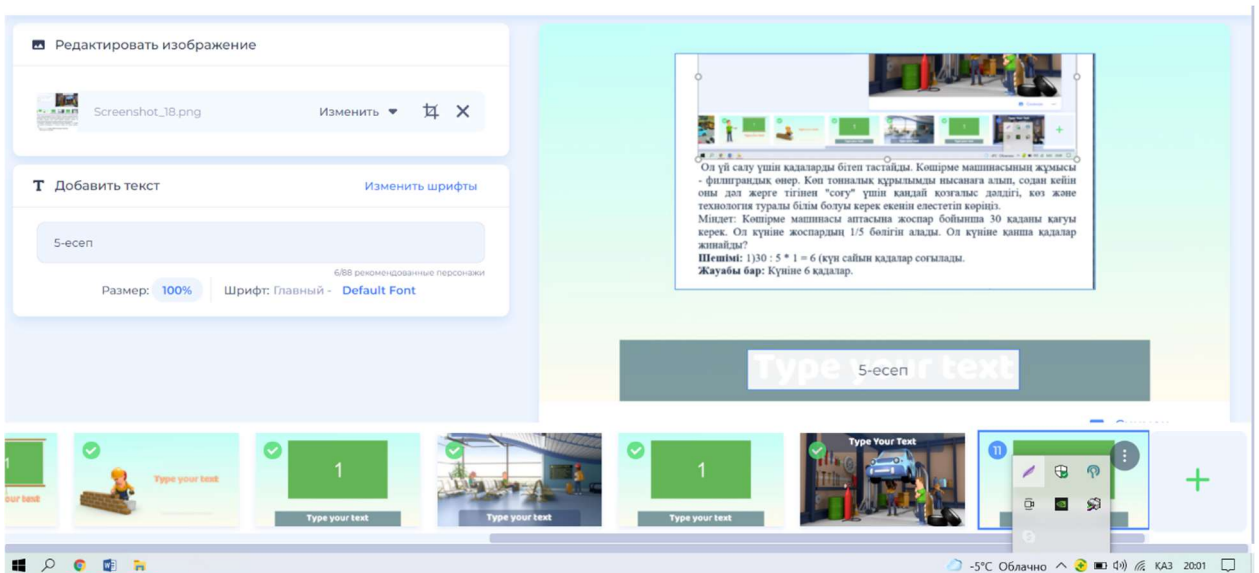 Редактировать изображение
Screenshot_18.png
Изменить
T Добавить текст
Изменить шрифты
5-есеп
6/88 рекомендованные персонажи
Размер: 100%
Шрифт: Главный - Default Font
Ол үй салу үшін қадаларды бітеп тастайды. Көшірме машинасының жұмысы
- филиграндық өнер. Көп тонналық құрылымды нысанаға алып, содан кейін
оны дәл жерге тігінен "соғу" үшін қандай қозғалыс дәлдігі, көз және
технология туралы білім болуы керек екенін елестетіп көріңіз.
Міндет: Көшірме машинасы аптасына жоспар бойынша 30 қаданы қағуы
керек. Ол күніне жоспардың 1/5 бөлігін алады. Ол күніне қанша қадалар
жинайды?
Шешімі: 1)30 : 5 * 1 = 6 (күн сайын қадалар соғылады.
Жауабы бар: Күніне 6 қадалар.
Type your text
5-есеп
1
our text
Type your text
1
Type your text
Type your text
1
Type your text
Type Your Text
11
-5°C Облачно
ҚАЗ
20:01